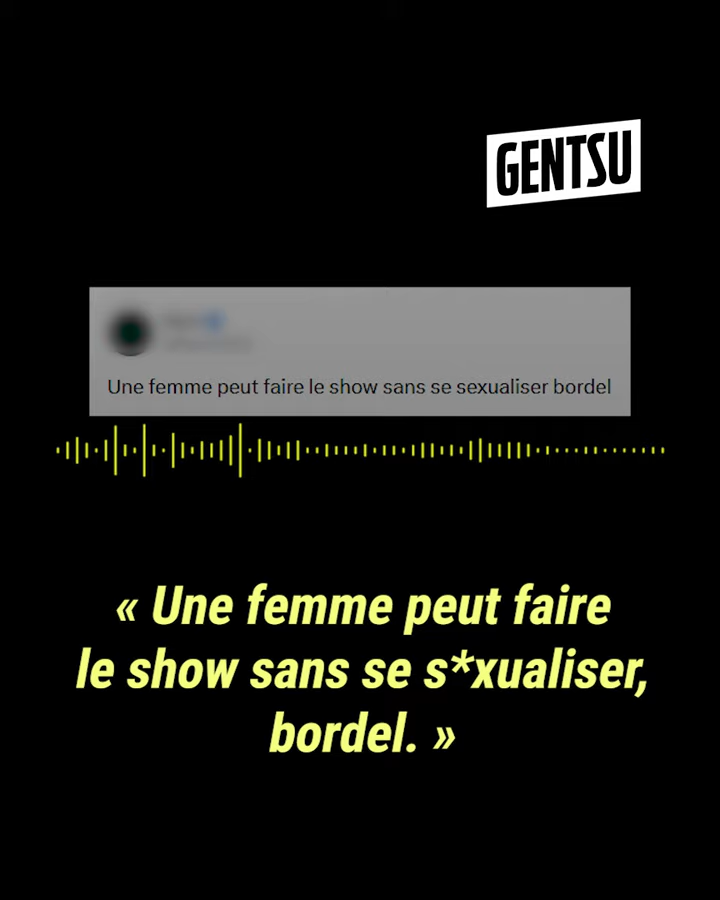 GENTSU
Une femme peut faire le show sans se sexualiser bordel
« Une femme peut faire
le show sans se s*xualiser,
bordel. »